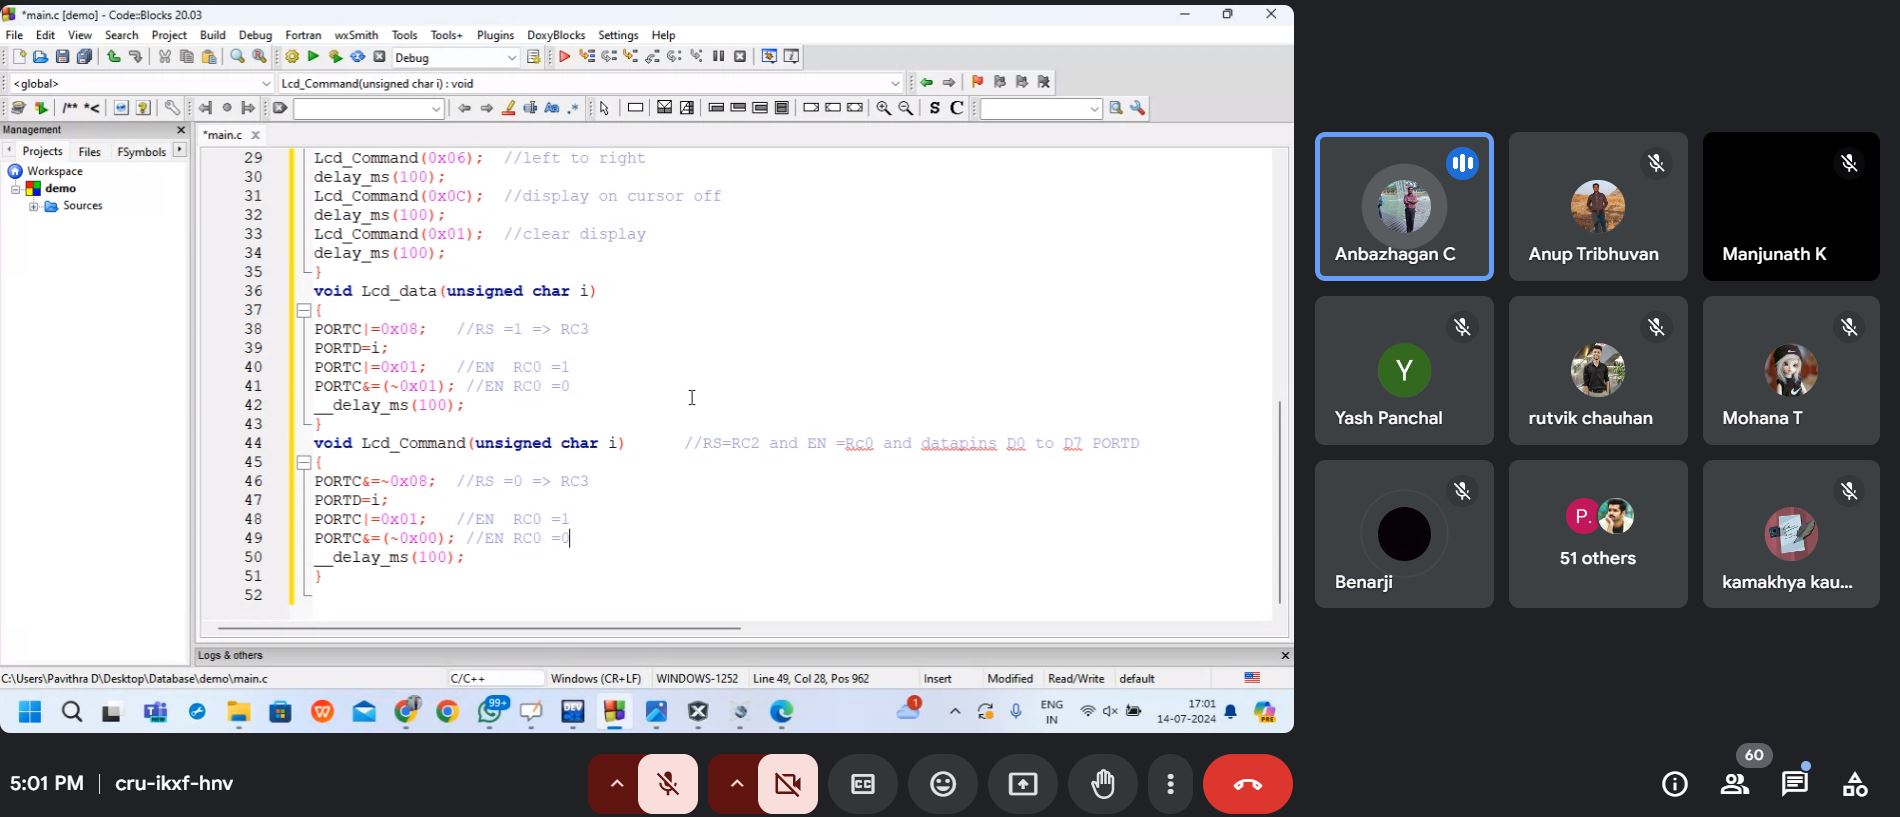 *main.c [demo] - Code::Blocks 20.03
File Edit View Search Project Build Debug Fortran wxSmith Tools Tools+ Plugins DoxyBlocks Settings Help
Debug
<global>
Lcd_Command(unsigned char i) : void
/** *<
S C
Management
Projects Files FSymbols
Workspace
demo
Sources
*main.c
29 Lcd_Command(0x06); //left to right
30 delay_ms(100);
31 Lcd_Command(0x0C); //display on cursor off
32 delay_ms(100);
33 Lcd_Command(0x01); //clear display
34 delay_ms(100);
35 }
36 void Lcd_data(unsigned char i)
37 {
38 PORTC|=0x08; //RS =1 => RC3
39 PORTD=i;
40 PORTC|=0x01; //EN RC0 =1
41 PORTC&=(~0x01); //EN RC0 =0
42 __delay_ms(100);
43 }
44 void Lcd_Command(unsigned char i) //RS=RC2 and EN =Rc0 and datapins D0 to D7 PORTD
45 {
46 PORTC&=~0x08; //RS =0 => RC3
47 PORTD=i;
48 PORTC|=0x01; //EN RC0 =1
49 PORTC&=(~0x00); //EN RC0 =0
50 __delay_ms(100);
51 }
52
Logs & others
C:\Users\Pavithra D\Desktop\Database\demo\main.c C/C++ Windows (CR+LF) WINDOWS-1252 Line 49, Col 28, Pos 962 Insert Modified Read/Write default
NEW
99+
DEV
1
ENG
IN
17:01
14-07-2024
PRE
Anbazhagan C
Anup Tribhuvan
Manjunath K
Y
Yash Panchal
rutvik chauhan
Mohana T
Benarji
P.
51 others
kamakhya kau...
5:01 PM | cru-ikxf-hnv
CC
60